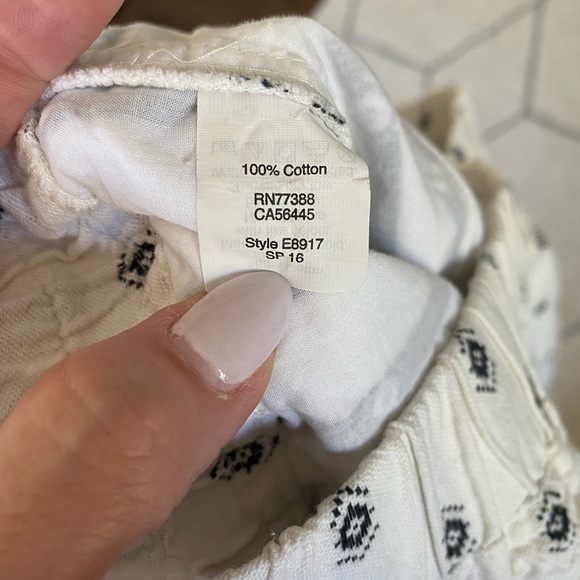 100% Cotton
RN77388
CA56445
Style E8917
SP 16